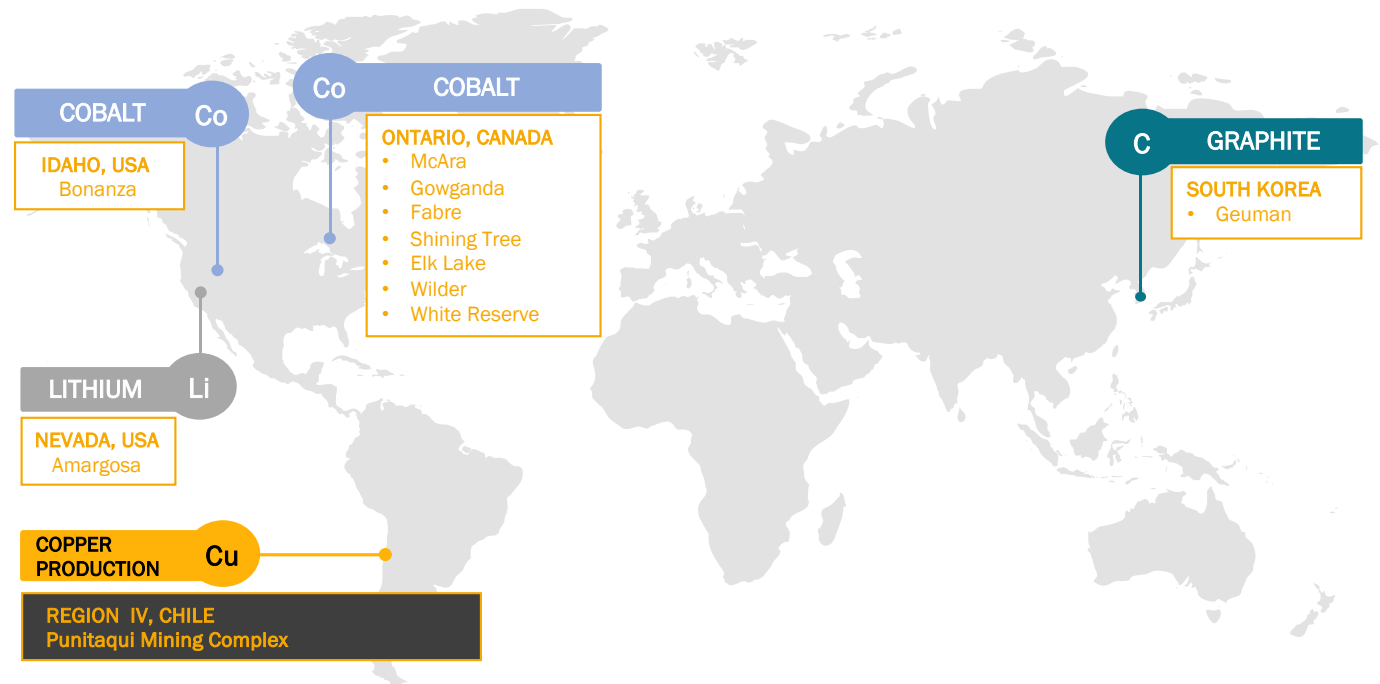 COBALT Co
IDAHO, USA
Bonanza
Co COBALT
ONTARIO, CANADA
• McAra
• Gowganda
• Fabre
• Shining Tree
• Elk Lake
• Wilder
• White Reserve
C GRAPHITE
SOUTH KOREA
• Geuman
LITHIUM Li
NEVADA, USA
Amargosa
COPPER
PRODUCTION
Cu
REGION IV, CHILE
Punitaqui Mining Complex